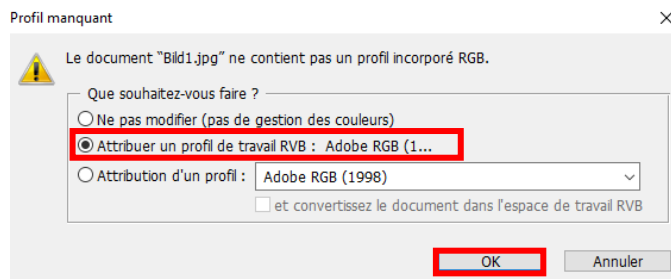 Profil manquant
Le document “Bild1.jpg” ne contient pas un profil incorporé RGB.
Que souhaitez-vous faire ?
Ne pas modifier (pas de gestion des couleurs)
Attribuer un profil de travail RVB : Adobe RGB (1...
Attribution d'un profil : Adobe RGB (1998)
et convertissez le document dans l'espace de travail RVB
OK Annuler